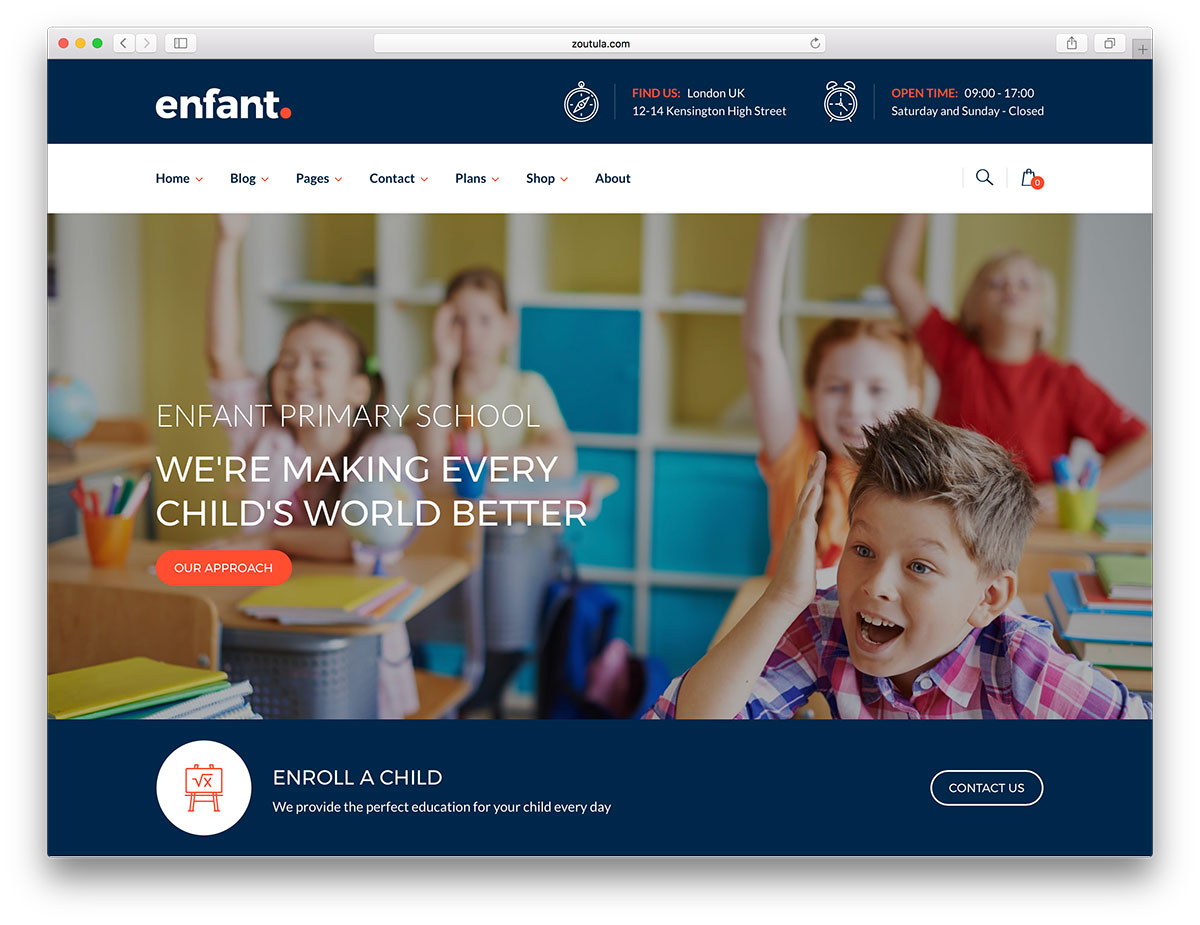 zoutula.com
enfant.
FIND US: London UK
12-14 Kensington High Street
OPEN TIME: 09:00 - 17:00
Saturday and Sunday - Closed
Home Blog Pages Contact Plans Shop About
0
ENFANT PRIMARY SCHOOL
WE'RE MAKING EVERY
CHILD'S WORLD BETTER
OUR APPROACH
√x
ENROLL A CHILD
We provide the perfect education for your child every day
CONTACT US